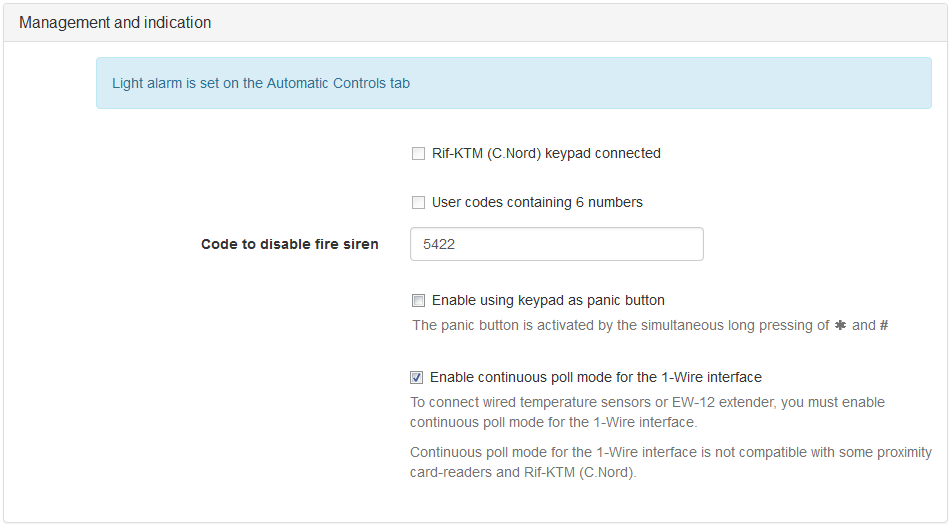 Management and indication
Light alarm is set on the Automatic Controls tab
Rif-KTM (C.Nord) keypad connected
User codes containing 6 numbers
Code to disable fire siren
5422
Enable using keypad as panic button
The panic button is activated by the simultaneous long pressing of ✱ and #
Enable continuous poll mode for the 1-Wire interface
To connect wired temperature sensors or EW-12 extender, you must enable
continuous poll mode for the 1-Wire interface.
Continuous poll mode for the 1-Wire interface is not compatible with some proximity
card-readers and Rif-KTM (C.Nord).